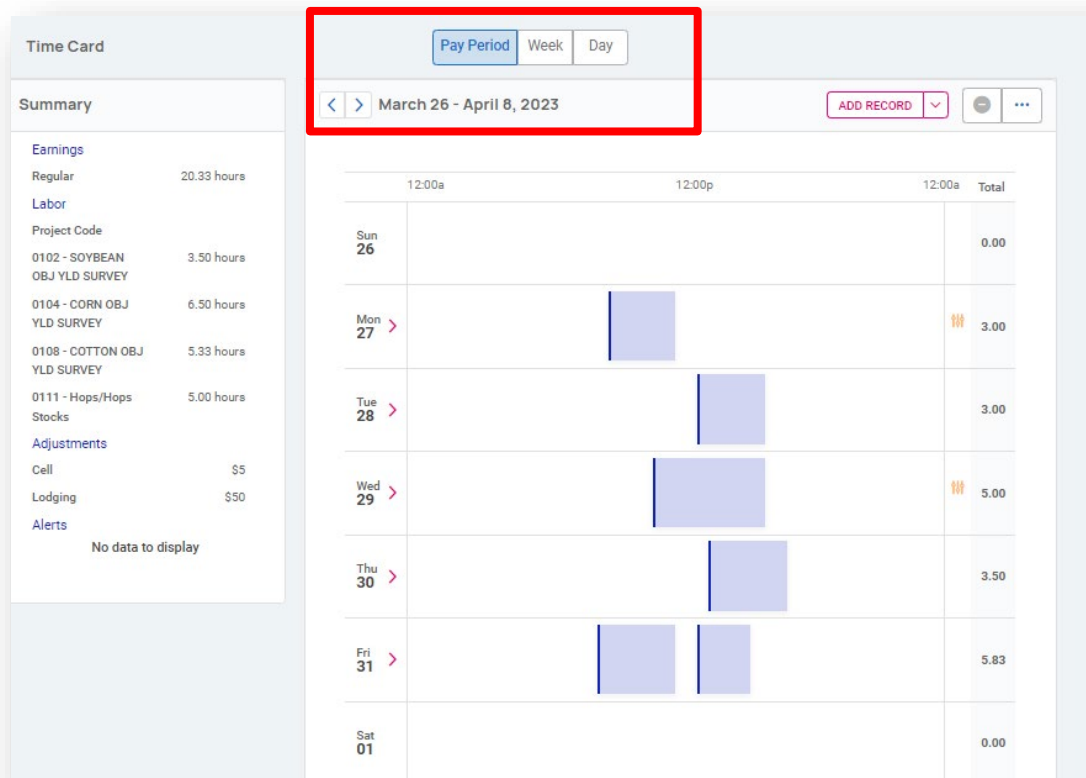 Time Card
Pay Period Week Day
Summary
March 26 - April 8, 2023
ADD RECORD
Earnings
Regular 20.33 hours
Labor
Project Code
0102 - SOYBEAN 3.50 hours
OBJ YLD SURVEY
0104 - CORN OBJ 6.50 hours
YLD SURVEY
0108 - COTTON OBJ 5.33 hours
YLD SURVEY
0111 - Hops/Hops 5.00 hours
Stocks
Adjustments
Cell $5
Lodging $50
Alerts
No data to display
12:00a 12:00p 12:00a Total
Sun
26 0.00
Mon
27 3.00
Tue
28 3.00
Wed
29 5.00
Thu
30 3.50
Fri
31 5.83
Sat
01 0.00